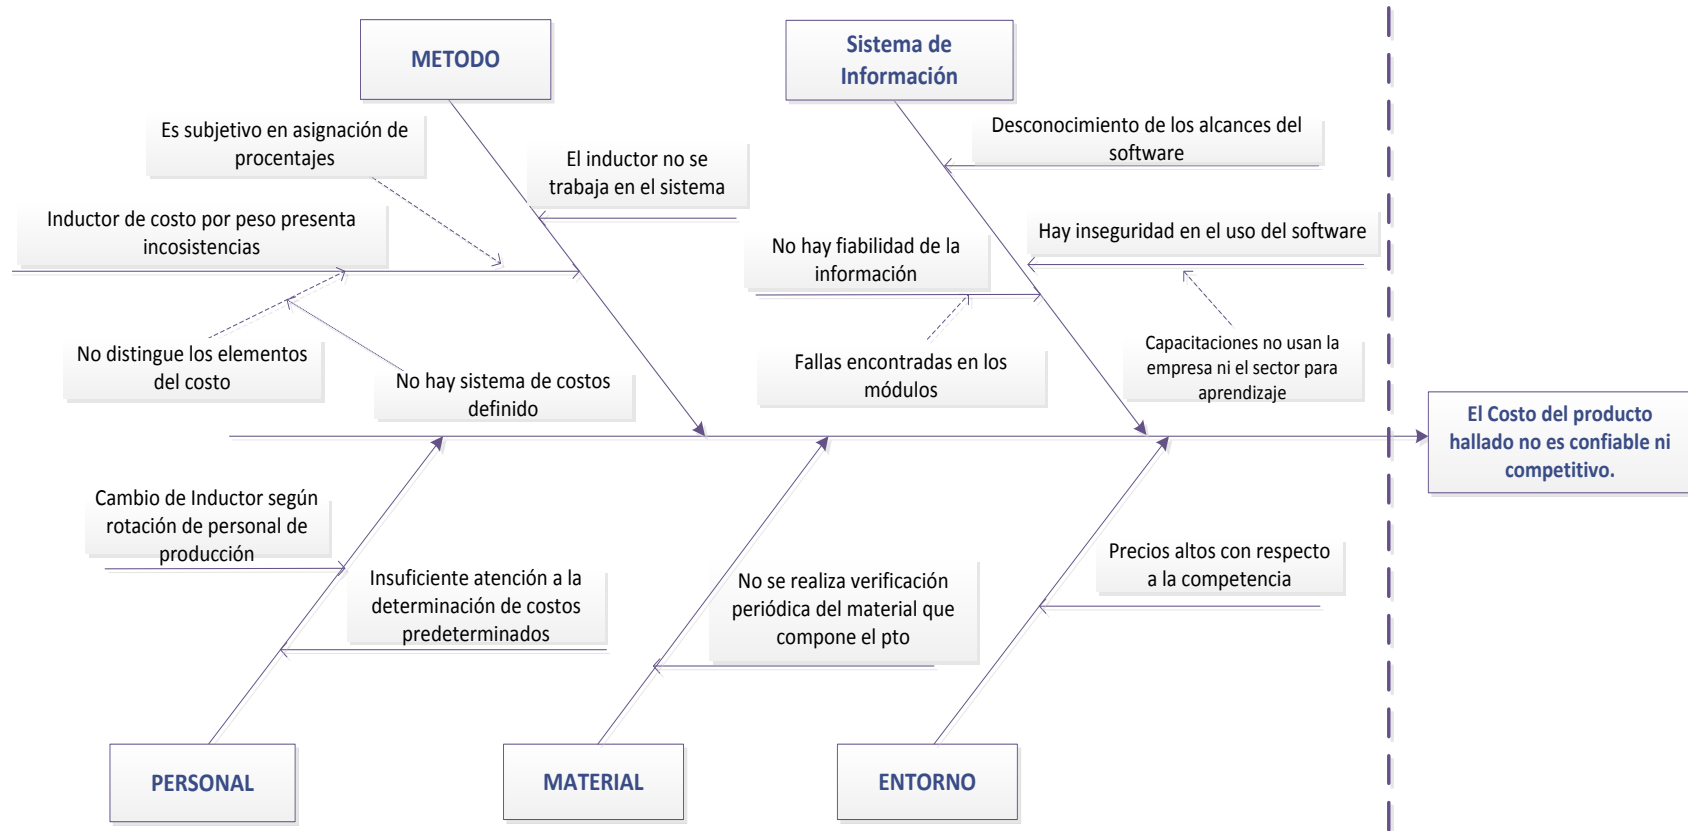 METODO
Sistema de
Información
Es subjetivo en asignación de
procentajes
El inductor no se
trabaja en el sistema
Desconocimiento de los alcances del
software
Inductor de costo por peso presenta
incosistencias
No hay fiabilidad de la
información
Hay inseguridad en el uso del software
No distingue los elementos
del costo
No hay sistema de costos
definido
Fallas encontradas en los
módulos
Capacitaciones no usan la
empresa ni el sector para
aprendizaje
El Costo del producto
hallado no es confiable ni
competitivo.
Cambio de Inductor según
rotación de personal de
producción
Insuficiente atención a la
determinación de costos
predeterminados
No se realiza verificación
periódica del material que
compone el pto
Precios altos con respecto
a la competencia
PERSONAL
MATERIAL
ENTORNO